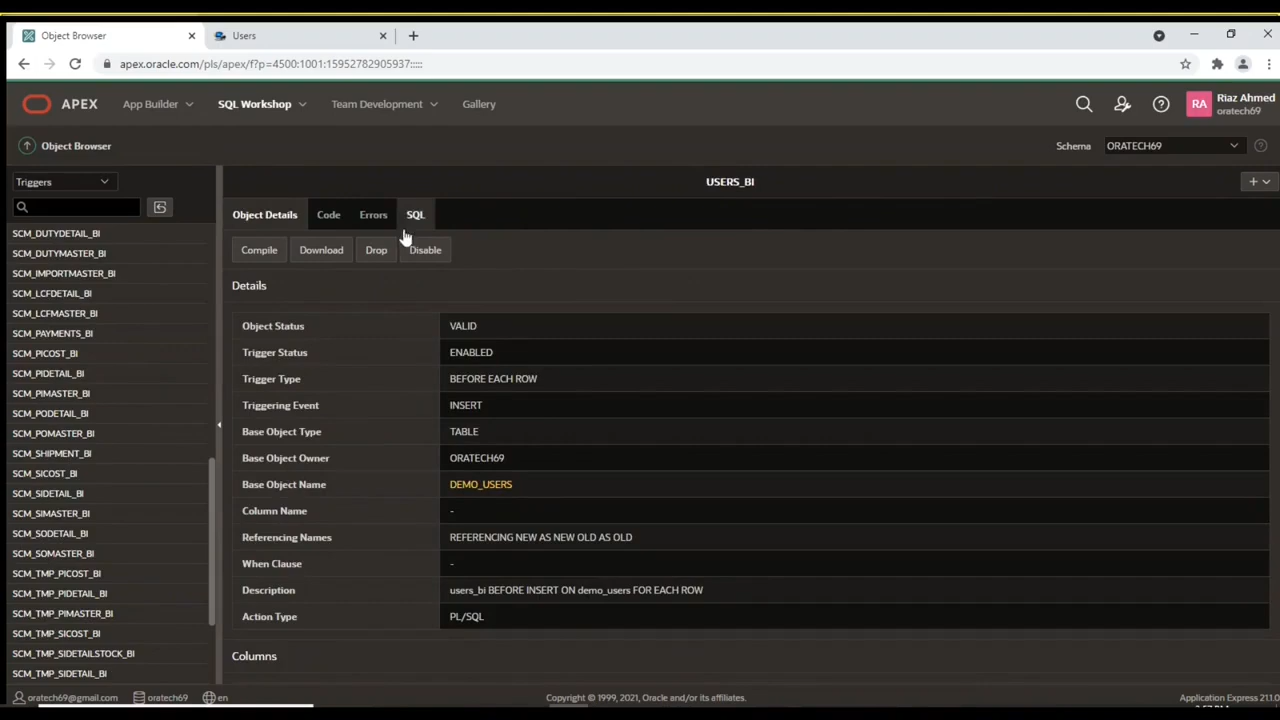 Object Browser
Users
apex.oracle.com/pls/apex/f?p=4500:1001:15952782905937:::::
APEX App Builder SQL Workshop Team Development Gallery
RA Riaz Ahmed
oratech69
Object Browser
Schema ORATECH69
Triggers
USERS_BI
Object Details Code Errors SQL
Compile Download Drop Disable
SCM_DUTYDETAIL_BI
SCM_DUTYMASTER_BI
SCM_IMPORTMASTER_BI
SCM_LCFDETAIL_BI
SCM_LCFMASTER_BI
SCM_PAYMENTS_BI
SCM_PICOST_BI
SCM_PIDETAIL_BI
SCM_PIMASTER_BI
SCM_PODETAIL_BI
SCM_POMASTER_BI
SCM_SHIPMENT_BI
SCM_SICOST_BI
SCM_SIDETAIL_BI
SCM_SIMASTER_BI
SCM_SODETAIL_BI
SCM_SOMASTER_BI
SCM_TMP_PICOST_BI
SCM_TMP_PIDETAIL_BI
SCM_TMP_PIMASTER_BI
SCM_TMP_SICOST_BI
SCM_TMP_SIDETAILSTOCK_BI
SCM_TMP_SIDETAIL_BI
Details
Object Status VALID
Trigger Status ENABLED
Trigger Type BEFORE EACH ROW
Triggering Event INSERT
Base Object Type TABLE
Base Object Owner ORATECH69
Base Object Name DEMO_USERS
Column Name -
Referencing Names REFERENCING NEW AS NEW OLD AS OLD
When Clause -
Description users_bi BEFORE INSERT ON demo_users FOR EACH ROW
Action Type PL/SQL
Columns
oratech69@gmail.com oratech69 en
Copyright © 1999, 2021, Oracle and/or its affiliates.
Application Express 21.1.0